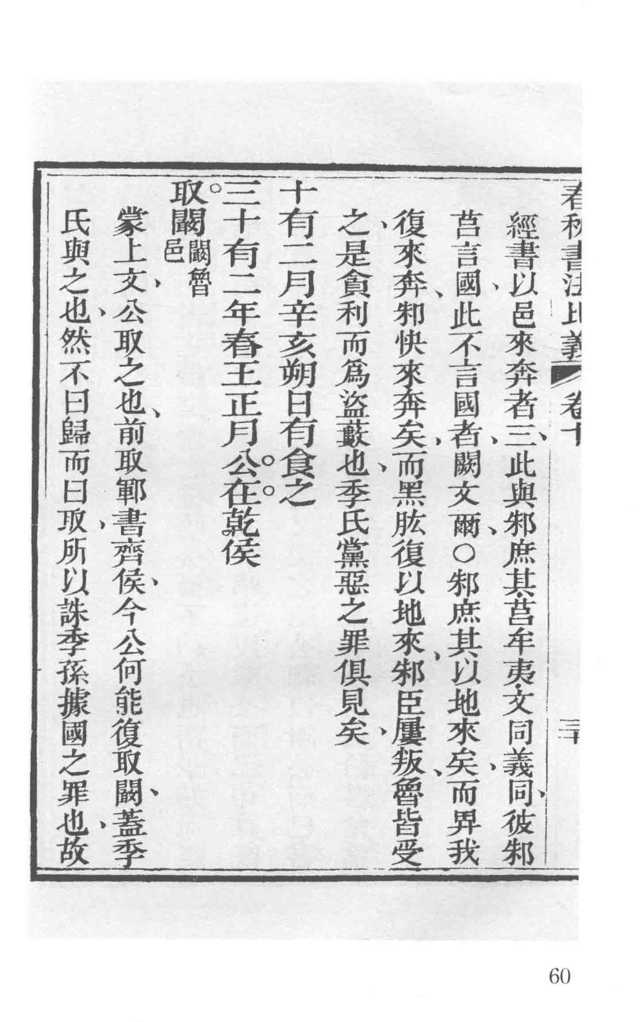 春秋書法比義 卷十
經書以邑來奔者三此與邾庶其莒牟夷文同義同彼邾
莒言國此不言國者闕文爾○邾庶其以地來矣而畀我
復來奔邾快來奔矣而黑肱復以地來邾臣屢叛魯皆受
之是貪利而為盜藪也季氏黨惡之罪俱見矣
十有二月辛亥朔日有食之
三十有二年春王正月公在乾侯
取闞闞魯邑
蒙上文公取之也前取鄆書齊侯今公何能復取闞蓋季
氏與之也然不曰歸而曰取所以誅季孫據國之罪也故
60